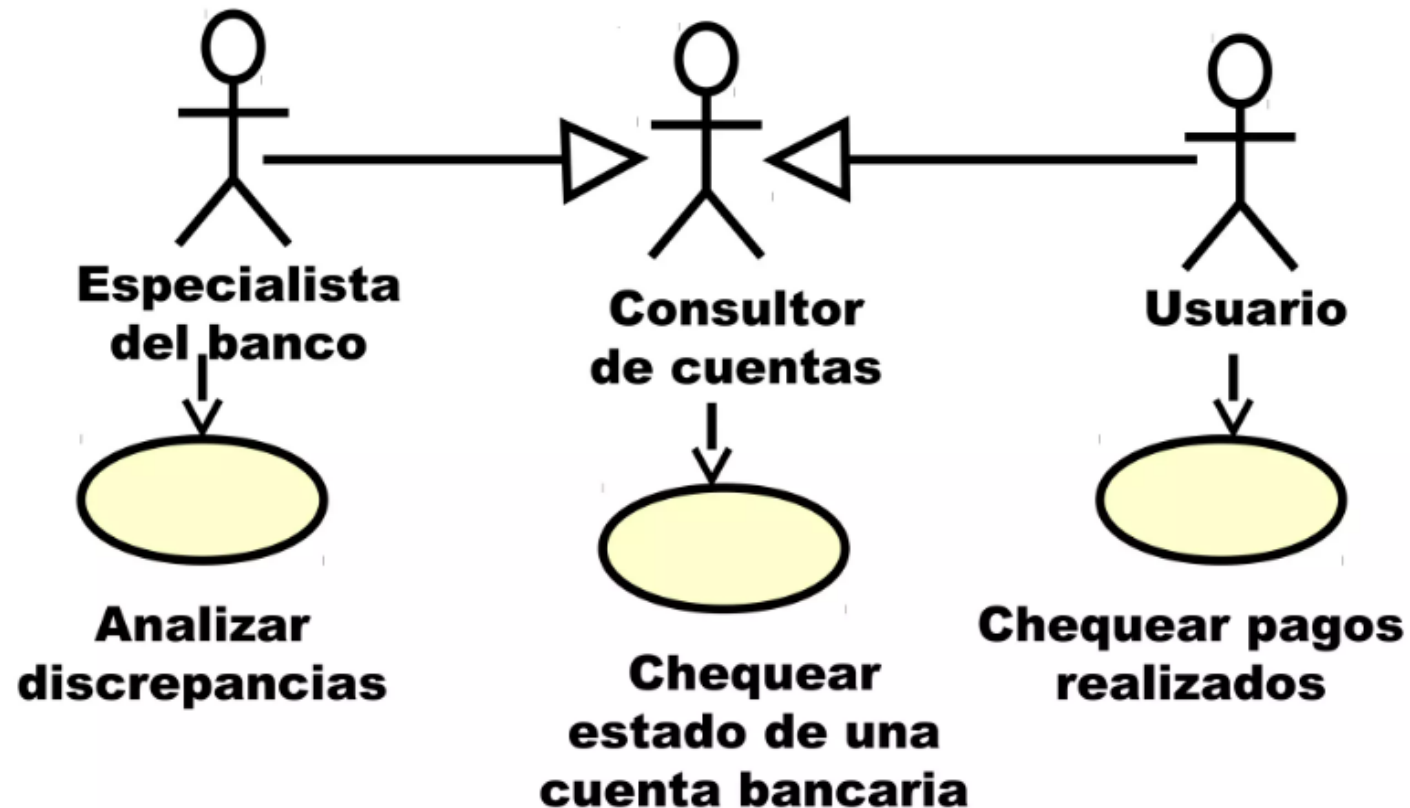 Especialista
del banco
Consultor
de cuentas
Usuario
Analizar
discrepancias
Chequear
estado de una
cuenta bancaria
Chequear pagos
realizados